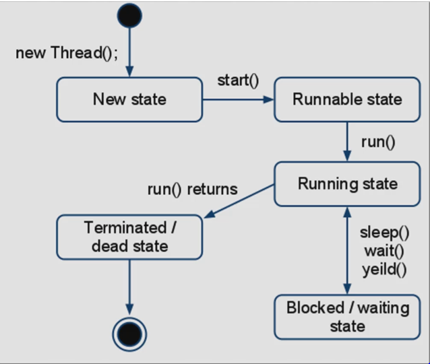 new Thread();
New state
start()
Runnable state
run()
Running state
run() returns
Terminated /
dead state
sleep()
wait()
yeild()
Blocked / waiting
state